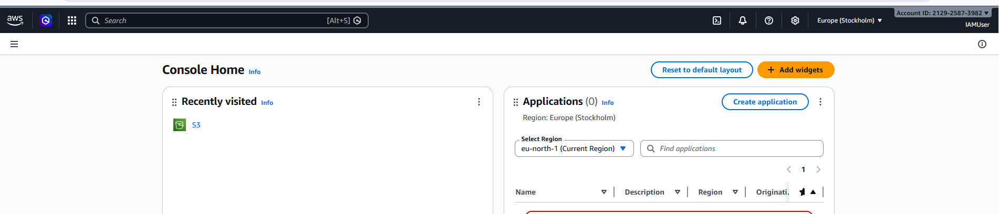 aws
Search [Alt+S]
Europe (Stockholm)
Account ID: 2129-2587-3982
IAMUser
Console Home Info
Reset to default layout
Add widgets
Recently visited Info
S3
Applications (0) Info
Create application
Region: Europe (Stockholm)
Select Region
eu-north-1 (Current Region)
Find applications
1
Name Description Region Originati.